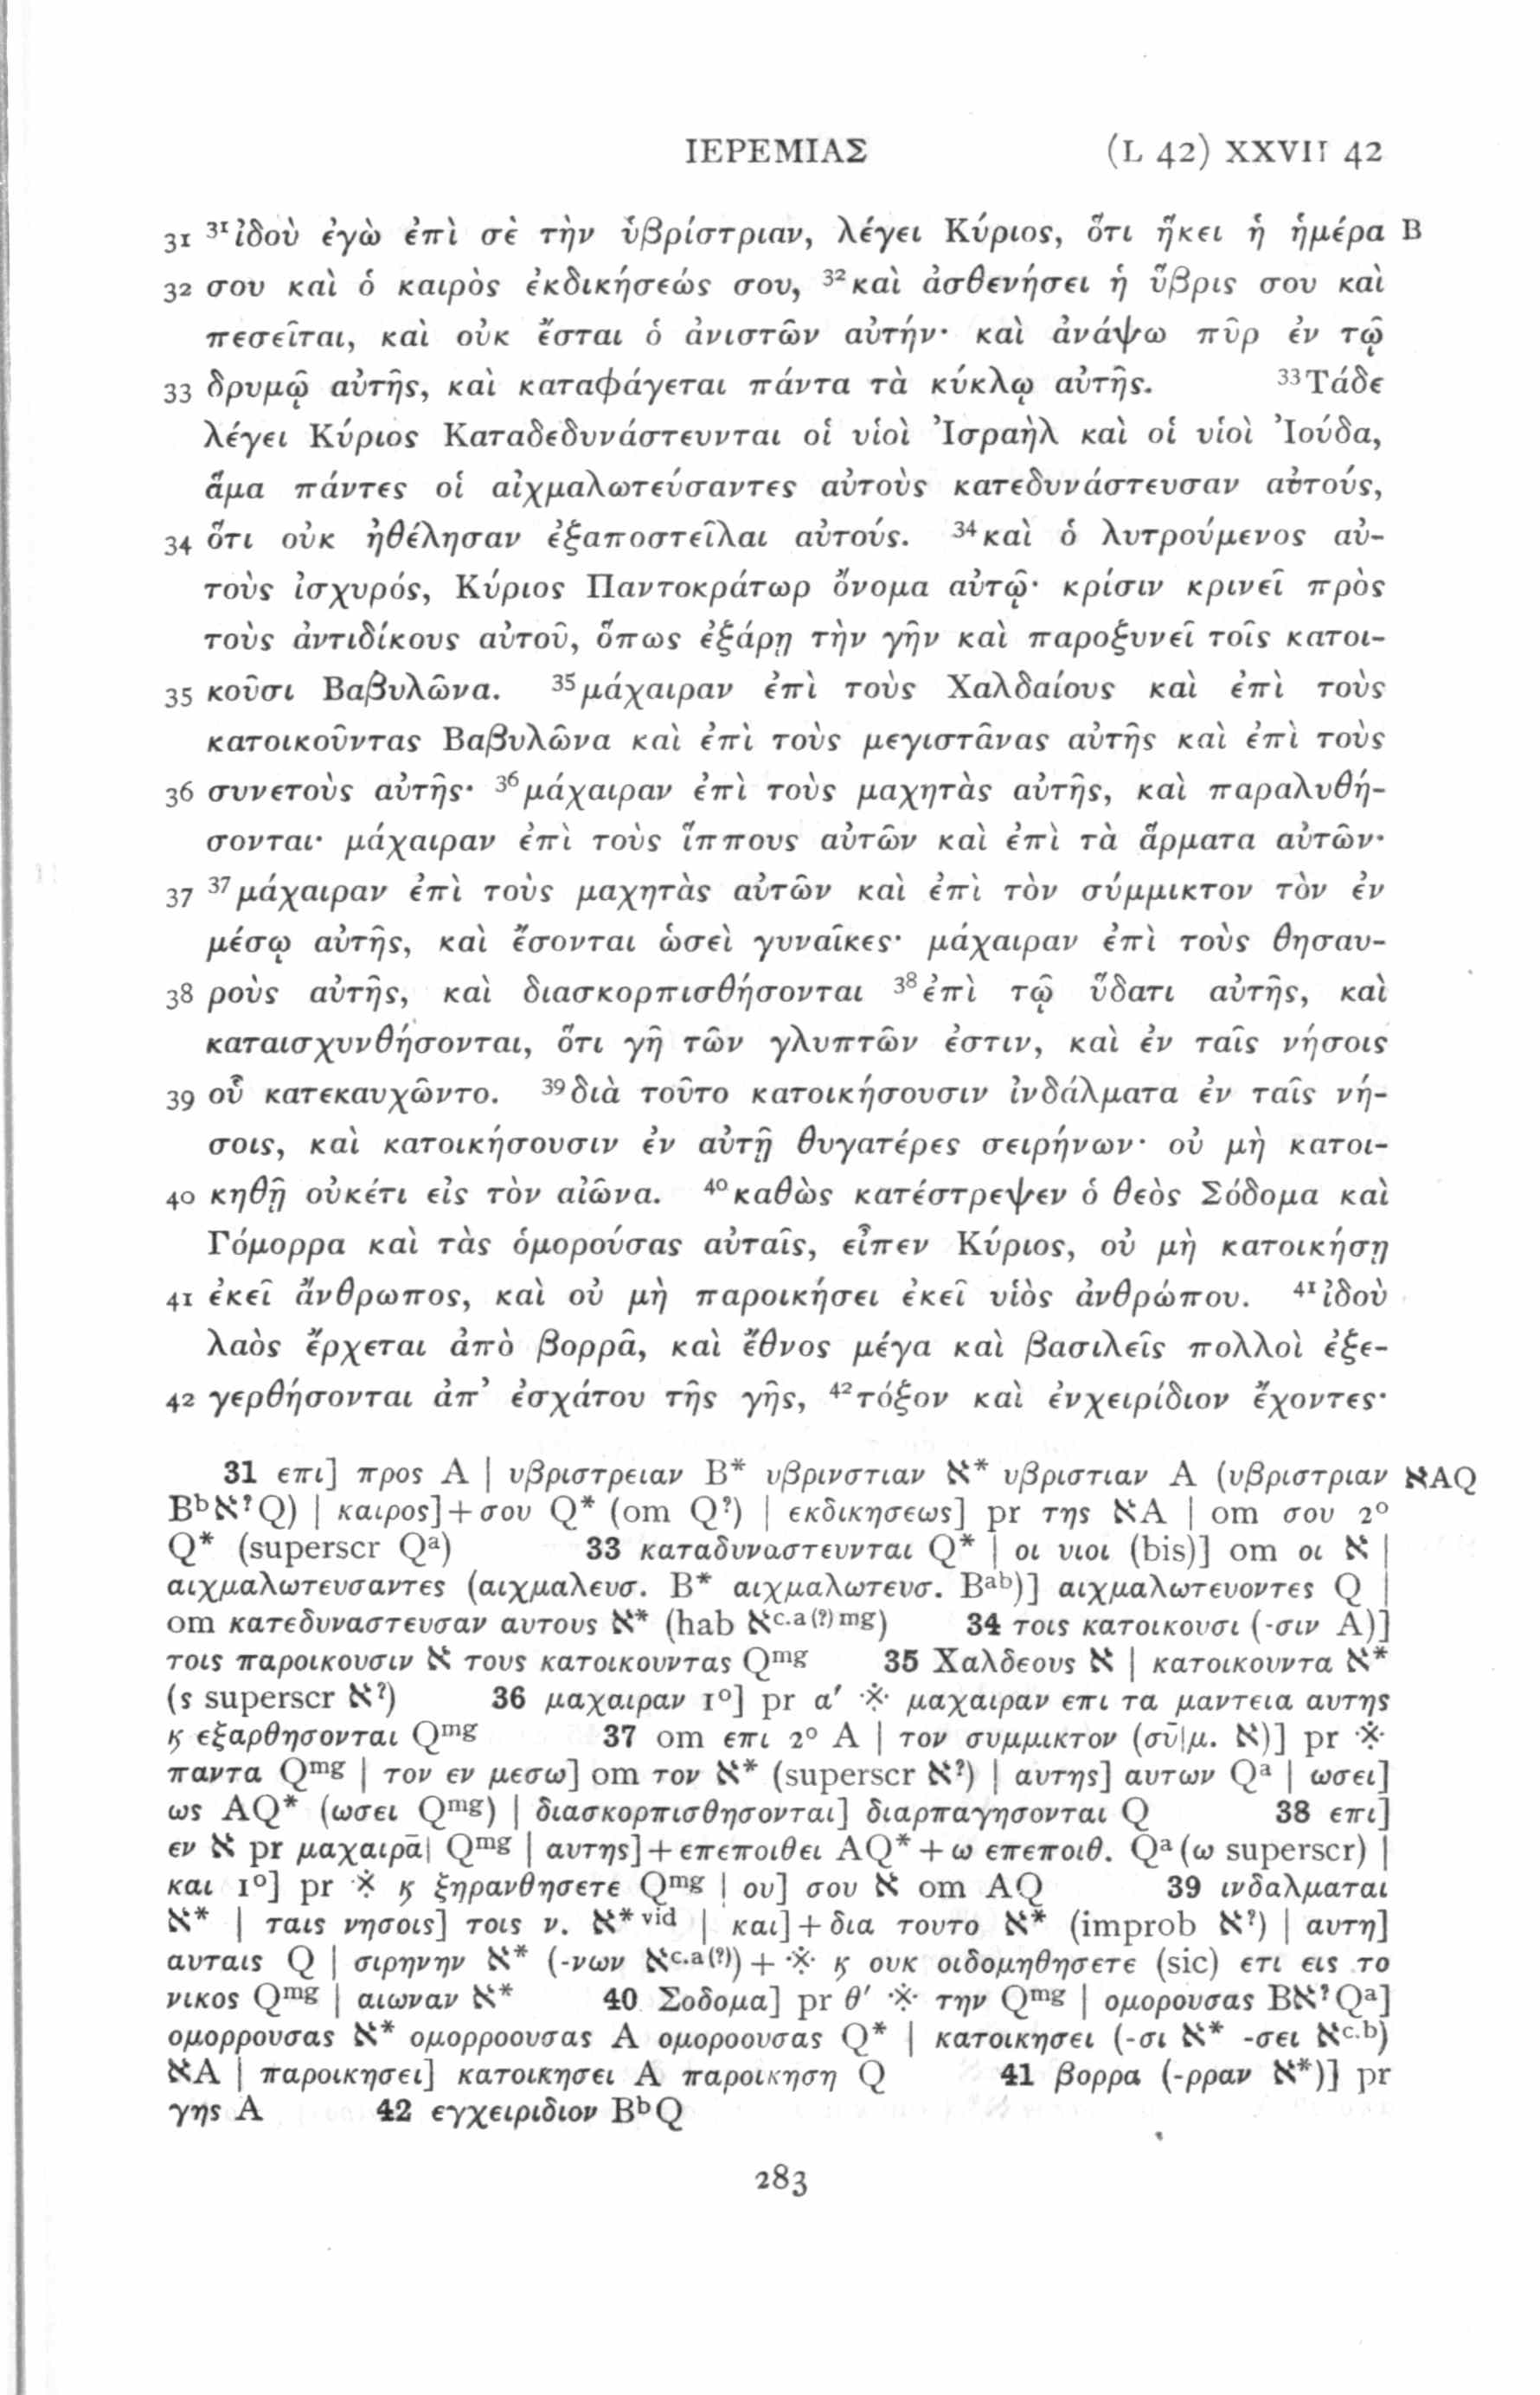 ΙΕΡΕΜΙΑΣ (L 42) XXVII 42
31 ³¹ἰδοὺ ἐγὼ ἐπὶ σὲ τὴν ὑβρίστριαν, λέγει Κύριος, ὅτι ἥκει ἡ ἡμέρα B
32 σου καὶ ὁ καιρὸς ἐκδικήσεώς σου, ³²καὶ ἀσθενήσει ἡ ὕβρις σου καὶ
πεσεῖται, καὶ οὐκ ἔσται ὁ ἀνιστῶν αὐτήν· καὶ ἀνάψω πῦρ ἐν τῷ
33 δρυμῷ αὐτῆς, καὶ καταφάγεται πάντα τὰ κύκλῳ αὐτῆς. ³³Τάδε
λέγει Κύριος Καταδεδυνάστευνται οἱ υἱοὶ Ἰσραὴλ καὶ οἱ υἱοὶ Ἰούδα,
ἅμα πάντες οἱ αἰχμαλωτεύσαντες αὐτοὺς κατεδυνάστευσαν αὐτούς,
34 ὅτι οὐκ ἠθέλησαν ἐξαποστεῖλαι αὐτούς. ³⁴καὶ ὁ λυτρούμενος αὐ-
τοὺς ἰσχυρός, Κύριος Παντοκράτωρ ὄνομα αὐτῷ· κρίσιν κρινεῖ πρὸς
τοὺς ἀντιδίκους αὐτοῦ, ὅπως ἐξάρῃ τὴν γῆν καὶ παροξυνεῖ τοῖς κατοι-
35 κοῦσι Βαβυλῶνα. ³⁵μάχαιραν ἐπὶ τοὺς Χαλδαίους καὶ ἐπὶ τοὺς
κατοικοῦντας Βαβυλῶνα καὶ ἐπὶ τοὺς μεγιστᾶνας αὐτῆς καὶ ἐπὶ τοὺς
36 συνετοὺς αὐτῆς· ³⁶μάχαιραν ἐπὶ τοὺς μαχητὰς αὐτῆς, καὶ παραλυθή-
σονται· μάχαιραν ἐπὶ τοὺς ἵππους αὐτῶν καὶ ἐπὶ τὰ ἅρματα αὐτῶν·
37 ³⁷μάχαιραν ἐπὶ τοὺς μαχητὰς αὐτῶν καὶ ἐπὶ τὸν σύμμικτον τὸν ἐν
μέσῳ αὐτῆς, καὶ ἔσονται ὡσεὶ γυναῖκες· μάχαιραν ἐπὶ τοὺς θησαυ-
38 ροὺς αὐτῆς, καὶ διασκορπισθήσονται ³⁸ἐπὶ τῷ ὕδατι αὐτῆς, καὶ
καταισχυνθήσονται, ὅτι γῆ τῶν γλυπτῶν ἐστιν, καὶ ἐν ταῖς νήσοις
39 οὗ κατεκαυχῶντο. ³⁹διὰ τοῦτο κατοικήσουσιν ἰνδάλματα ἐν ταῖς νή-
σοις, καὶ κατοικήσουσιν ἐν αὐτῇ θυγατέρες σειρήνων· οὐ μὴ κατοι-
40 κηθῇ οὐκέτι εἰς τὸν αἰῶνα. ⁴⁰καθὼς κατέστρεψεν ὁ θεὸς Σόδομα καὶ
Γόμορρα καὶ τὰς ὁμορούσας αὐταῖς, εἶπεν Κύριος, οὐ μὴ κατοικήσῃ
41 ἐκεῖ ἄνθρωπος, καὶ οὐ μὴ παροικήσει ἐκεῖ υἱὸς ἀνθρώπου. ⁴¹ἰδοὺ
λαὸς ἔρχεται ἀπὸ βορρᾶ, καὶ ἔθνος μέγα καὶ βασιλεῖς πολλοὶ ἐξε-
42 γερθήσονται ἀπ’ ἐσχάτου τῆς γῆς, ⁴²τόξον καὶ ἐνχειρίδιον ἔχοντες·
31 επι] προς A | υβριστρειαν B* υβρινστιαν א* υβριστιαν A (υβριστριαν אAQ
Bᵇא?Q) | καιρος]+σου Q* (om Q?) | εκδικησεως] pr της אA | om σου 2°
Q* (superscr Qᵃ) 33 καταδυναστευνται Q* | οι υιοι (bis)] om οι א |
αιχμαλωτευσαντες (αιχμαλευσ. B* αιχμαλωτευσ. Bᵃᵇ)] αιχμαλωτευοντες Q |
om κατεδυναστευσαν αυτους א* (hab אᶜ·ᵃ⁽?⁾ᵐᵍ) 34 τοις κατοικουσι (-σιν A)]
τοις παροικουσιν א τους κατοικουντας Qᵐᵍ 35 Χαλδεους א | κατοικουντα א*
(ς superscr א?) 36 μαχαιραν 1°] pr α′ ※ μαχαιραν επι τα μαντεια αυτης
ϗ εξαρθησονται Qᵐᵍ 37 om επι 2° A | τον συμμικτον (σῡ|μ. א)] pr ※
παντα Qᵐᵍ | τον εν μεσω] om τον א* (superscr א?) | αυτης] αυτων Qᵃ | ωσει]
ως AQ* (ωσει Qᵐᵍ) | διασκορπισθησονται] διαρπαγησονται Q 38 επι]
εν א pr μαχαιρᾱ| Qᵐᵍ | αυτης]+επεποιθει AQ*+ω επεποιθ. Qᵃ (ω superscr) |
και 1°] pr ※ ϗ ξηρανθησετε Qᵐᵍ | ου] σου א om AQ 39 ινδαλμαται
א* | ταις νησοις] τοις ν. א*ᵛⁱᵈ | και]+δια τουτο א* (improb א?) | αυτη]
αυταις Q | σιρηνην א* (-νων אᶜ·ᵃ⁽?⁾)+※ ϗ ουκ οιδομηθησετε (sic) ετι εις το
νικος Qᵐᵍ | αιωναν א* 40 Σοδομα] pr θ′ ※ την Qᵐᵍ | ομορουσας Bא?Qᵃ]
ομορρουσας א* ομορροουσας A ομοροουσας Q* | κατοικησει (-σι א* -σει אᶜ·ᵇ)
אA | παροικησει] κατοικησει A παροικηση Q 41 βορρα (-ρραν א*)] pr
γης A 42 εγχειριδιον BᵇQ
283